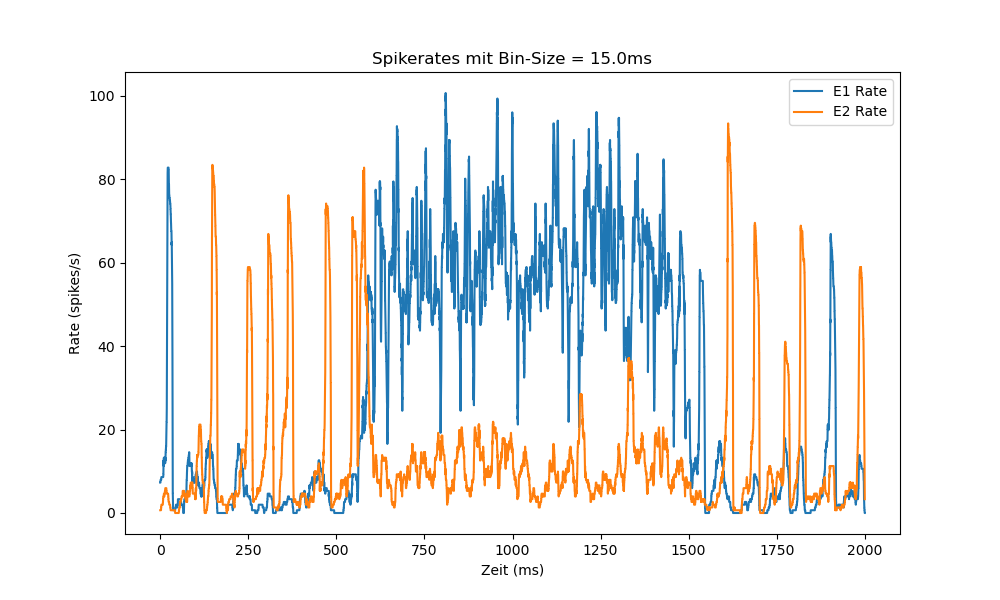 Spikerates mit Bin-Size = 15.0ms
E1 Rate
E2 Rate
Rate (spikes/s)
100
80
60
40
20
0
0 250 500 750 1000 1250 1500 1750 2000
Zeit (ms)